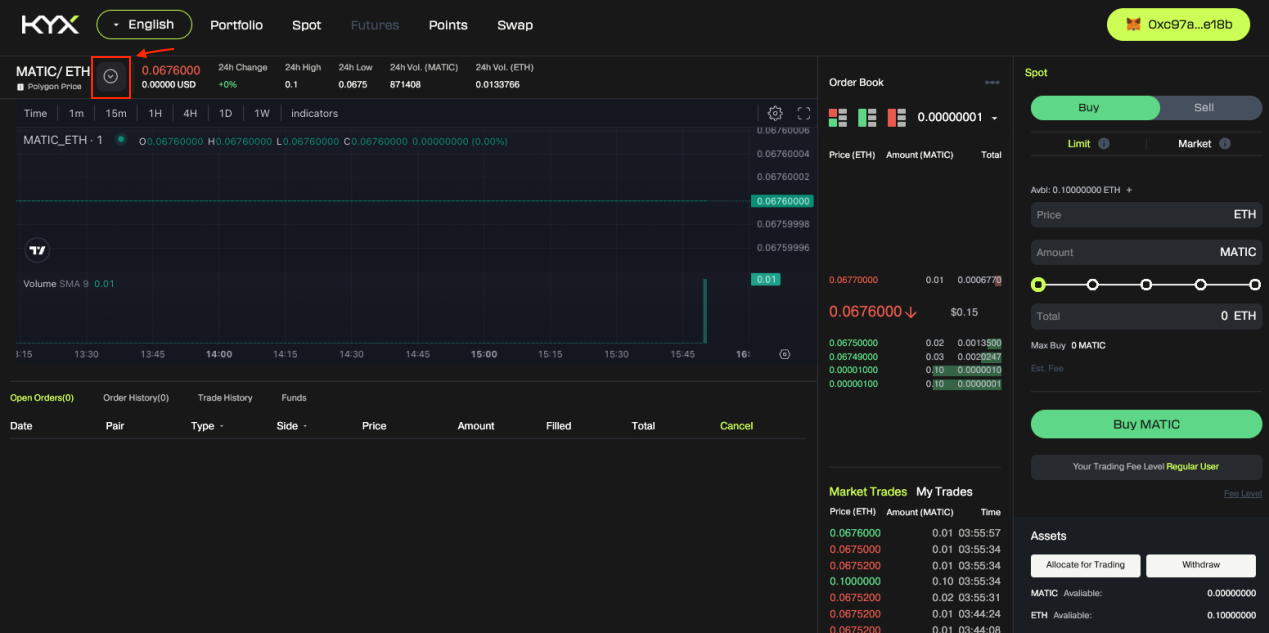 KYX English Portfolio Spot Futures Points Swap 0xc97a...e18b
MATIC/ ETH
Polygon Price
0.0676000
0.00000 USD
24h Change
+0%
24h High
0.1
24h Low
0.0675
24h Vol. (MATIC)
871408
24h Vol. (ETH)
0.0133766
Time 1m 15m 1H 4H 1D 1W indicators
MATIC_ETH · 1 O0.06760000 H0.06760000 L0.06760000 C0.06760000 0.00000000 (0.00%)
0.06760006
0.06760004
0.06760002
0.06760000
0.06759998
0.06759996
Volume SMA 9 0.01
0.01
13:30 13:45 14:00 14:15 14:30 14:45 15:00 15:15 15:30 15:45 16:
Open Orders(0) Order History(0) Trade History Funds
Date Pair Type Side Price Amount Filled Total Cancel
Order Book
0.00000001
Price (ETH) Amount (MATIC) Total
0.06770000 0.01 0.0006770
0.0676000 $0.15
0.06750000 0.02 0.0013500
0.06749000 0.03 0.0020247
0.00001000 0.10 0.0000010
0.00000100 0.10 0.0000001
Market Trades My Trades
Price (ETH) Amount (MATIC) Time
0.0676000 0.01 03:55:57
0.0675000 0.01 03:55:34
0.0675200 0.01 03:55:34
0.1000000 0.10 03:55:34
0.0675200 0.02 03:55:31
0.0675200 0.01 03:44:24
0.0675200 0.01 03:44:08
Spot
Buy Sell
Limit Market
Avbl: 0.10000000 ETH +
Price ETH
Amount MATIC
Total 0 ETH
Max Buy 0 MATIC
Est. Fee
Buy MATIC
Your Trading Fee Level Regular User
Fee Level
Assets
Allocate for Trading Withdraw
MATIC Avaliable: 0.00000000
ETH Avaliable: 0.10000000